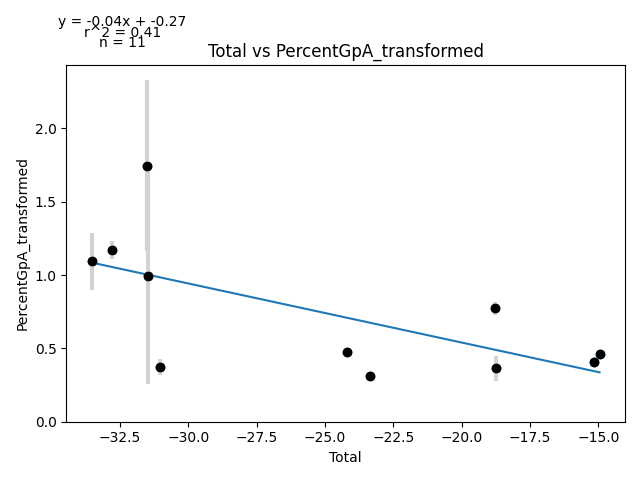 y = -0.04x + -0.27
r^2 = 0.41
n = 11
Total vs PercentGpA_transformed
PercentGpA_transformed
2.0
1.5
1.0
0.5
0.0
−32.5 −30.0 −27.5 −25.0 −22.5 −20.0 −17.5 −15.0
Total